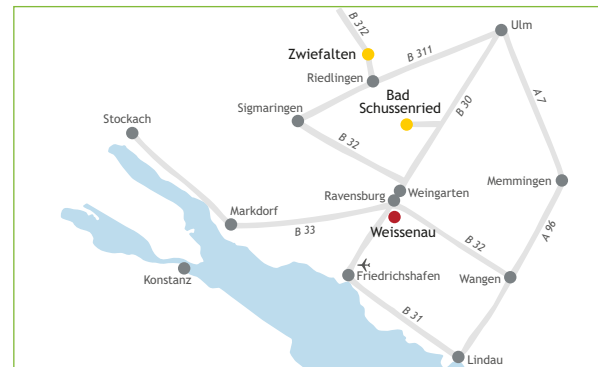 B 312
Ulm
Zwiefalten
B 311
Riedlingen
Bad
Schussenried
B 30
A 7
Sigmaringen
Stockach
B 32
Memmingen
Ravensburg
Weingarten
Markdorf
B 33
Weissenau
B 32
A 96
Konstanz
Friedrichshafen
Wangen
B 31
Lindau